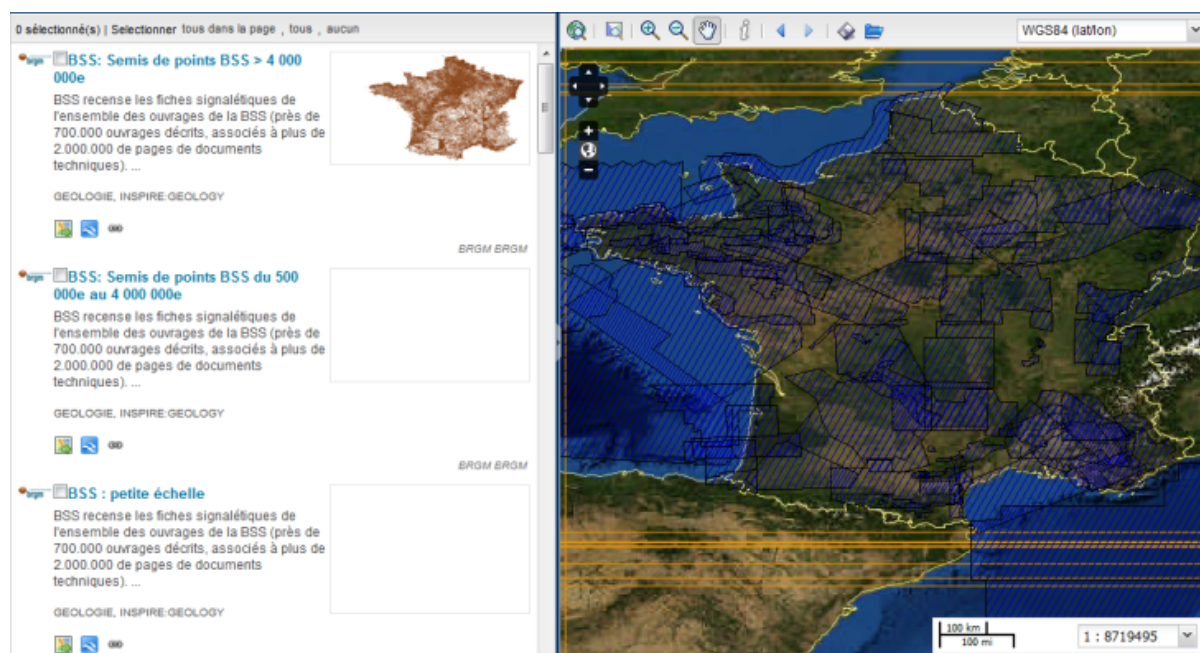 0 sélectionné(s) | Selectionner tous dans la page , tous , aucun
brgm
BSS: Semis de points BSS > 4 000
000e
BSS recense les fiches signalétiques de
l'ensemble des ouvrages de la BSS (près de
700.000 ouvrages décrits, associés à plus de
2.000.000 de pages de documents
techniques). ...
GEOLOGIE, INSPIRE:GEOLOGY
BRGM BRGM
brgm
BSS: Semis de points BSS du 500
000e au 4 000 000e
BSS recense les fiches signalétiques de
l'ensemble des ouvrages de la BSS (près de
700.000 ouvrages décrits, associés à plus de
2.000.000 de pages de documents
techniques). ...
GEOLOGIE, INSPIRE:GEOLOGY
BRGM BRGM
brgm
BSS : petite échelle
BSS recense les fiches signalétiques de
l'ensemble des ouvrages de la BSS (près de
700.000 ouvrages décrits, associés à plus de
2.000.000 de pages de documents
techniques). ...
GEOLOGIE, INSPIRE:GEOLOGY
WGS84 (lat/lon)
100 km
100 mi
1 : 8719495